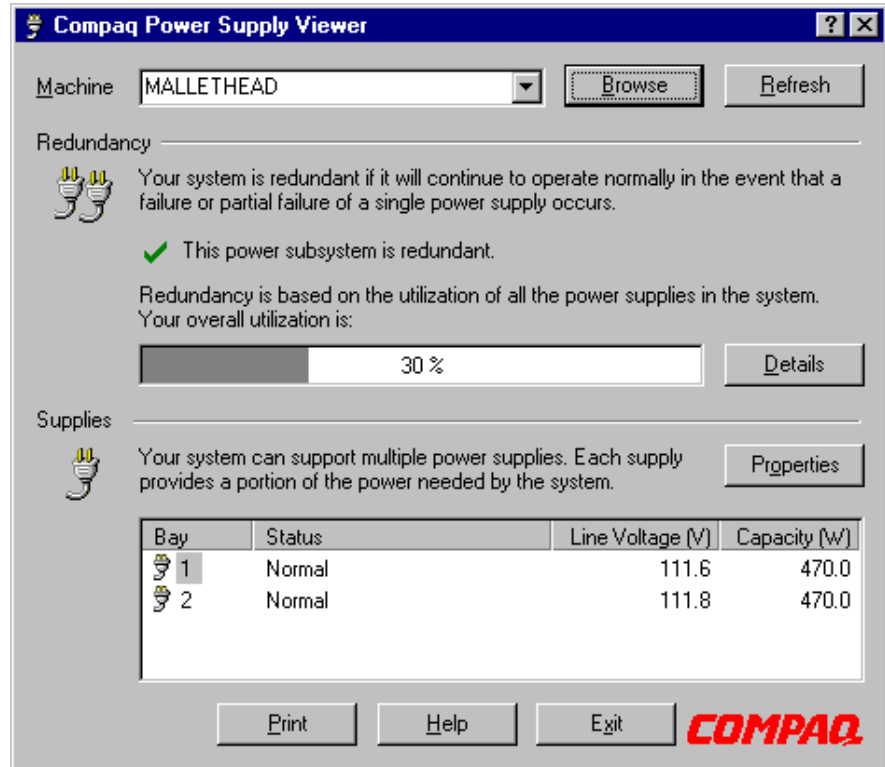 Compaq Power Supply Viewer
Machine MALLETHEAD Browse Refresh
Redundancy
Your system is redundant if it will continue to operate normally in the event that a
failure or partial failure of a single power supply occurs.
This power subsystem is redundant.
Redundancy is based on the utilization of all the power supplies in the system.
Your overall utilization is:
30 % Details
Supplies
Your system can support multiple power supplies. Each supply
provides a portion of the power needed by the system.
Properties
Bay Status Line Voltage (V) Capacity (W)
1 Normal 111.6 470.0
2 Normal 111.8 470.0
Print Help Exit COMPAQ